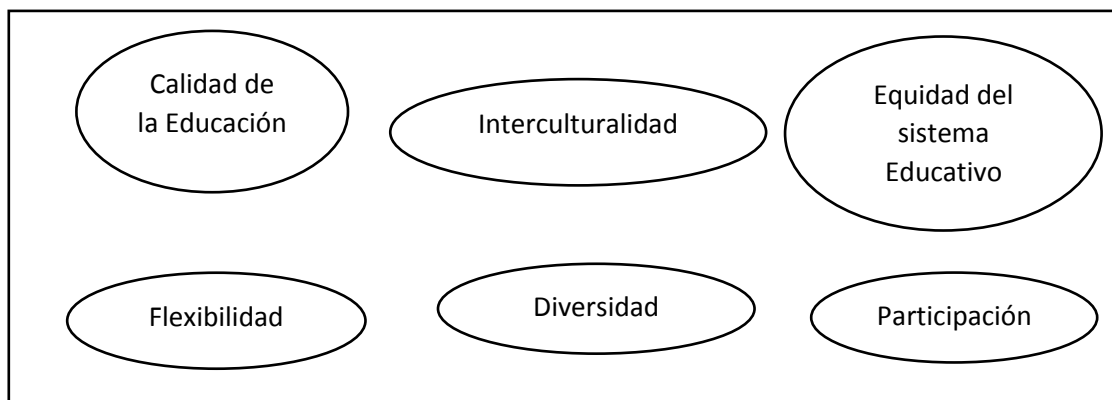 Calidad de
la Educación
Interculturalidad
Equidad del
sistema
Educativo
Flexibilidad
Diversidad
Participación